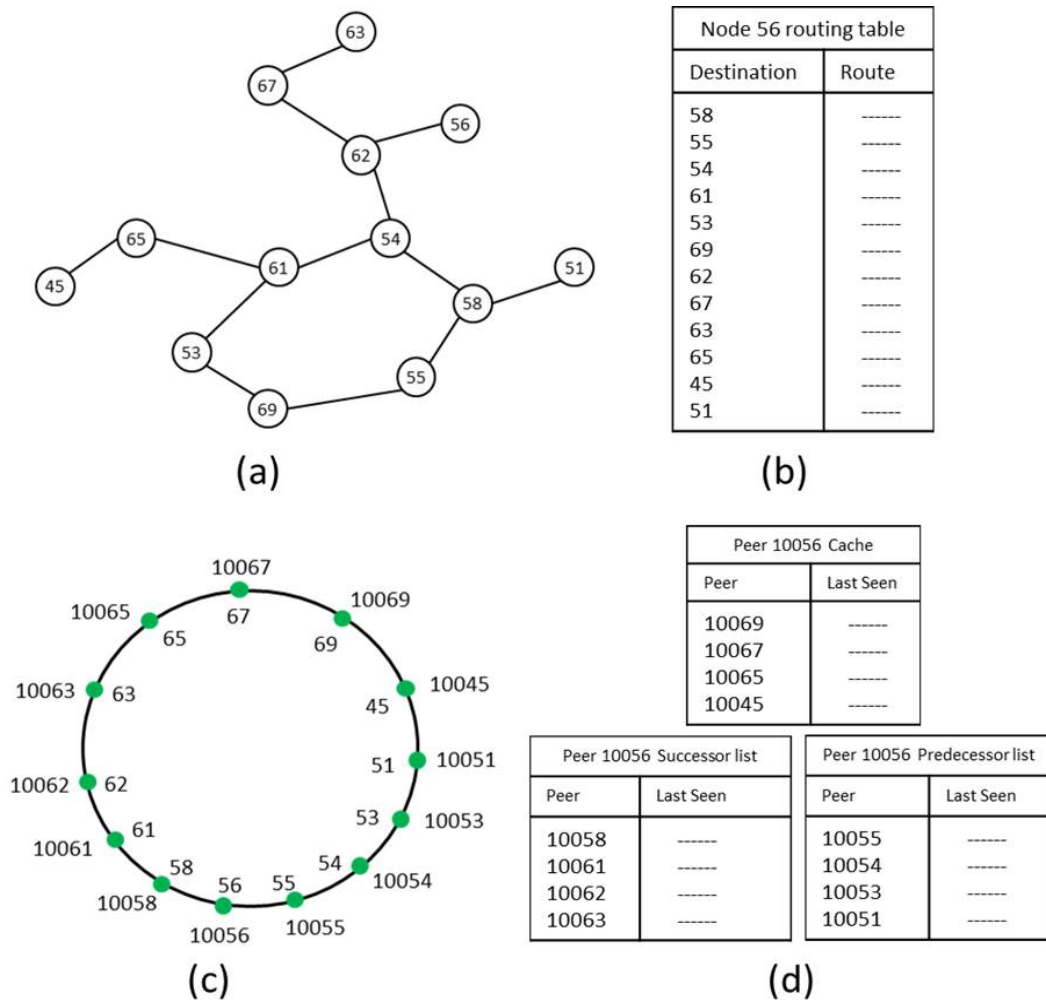 63
67
56
62
65
54
61
51
45
58
53
55
69
(a)
Node 56 routing table
Destination Route
58 ------
55 ------
54 ------
61 ------
53 ------
69 ------
62 ------
67 ------
63 ------
65 ------
45 ------
51 ------
(b)
10067
10065 67 10069
65 69
10063 63 45 10045
10062 62 51 10051
10061 61 53 10053
10058 58 56 55 54 10054
10056 10055
(c)
Peer 10056 Cache
Peer Last Seen
10069 ------
10067 ------
10065 ------
10045 ------
Peer 10056 Successor list
Peer Last Seen
10058 ------
10061 ------
10062 ------
10063 ------
Peer 10056 Predecessor list
Peer Last Seen
10055 ------
10054 ------
10053 ------
10051 ------
(d)